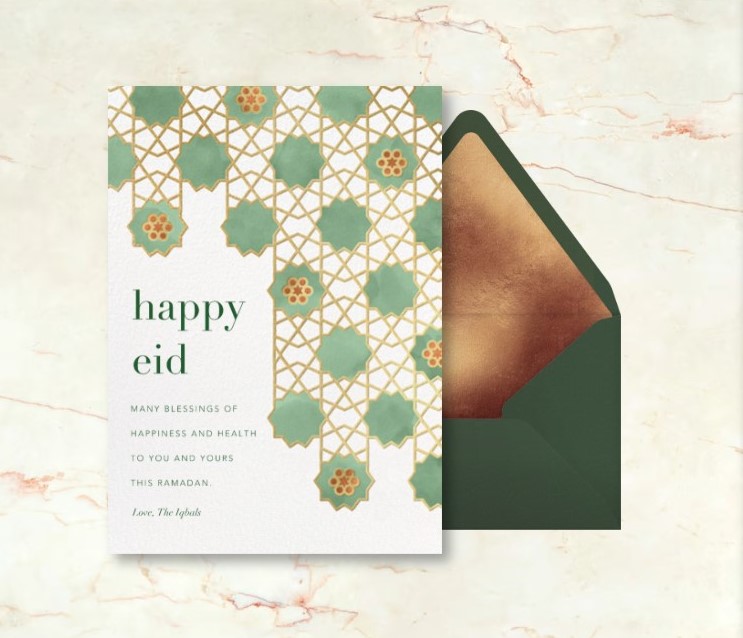 happy
eid
MANY BLESSINGS OF
HAPPINESS AND HEALTH
TO YOU AND YOURS
THIS RAMADAN.
Love, The Iqbals